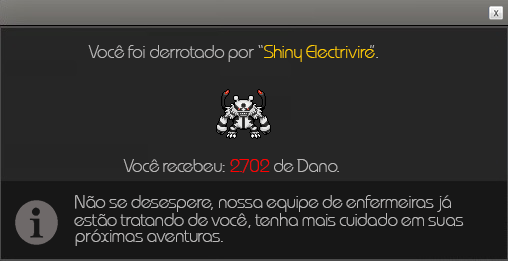 x
Você foi derrotado por "Shiny Electrivire".
Você recebeu: 2702 de Dano.
Não se desespere, nossa equipe de enfermeiras já
estão tratando de você, tenha mais cuidado em suas
próximas aventuras.